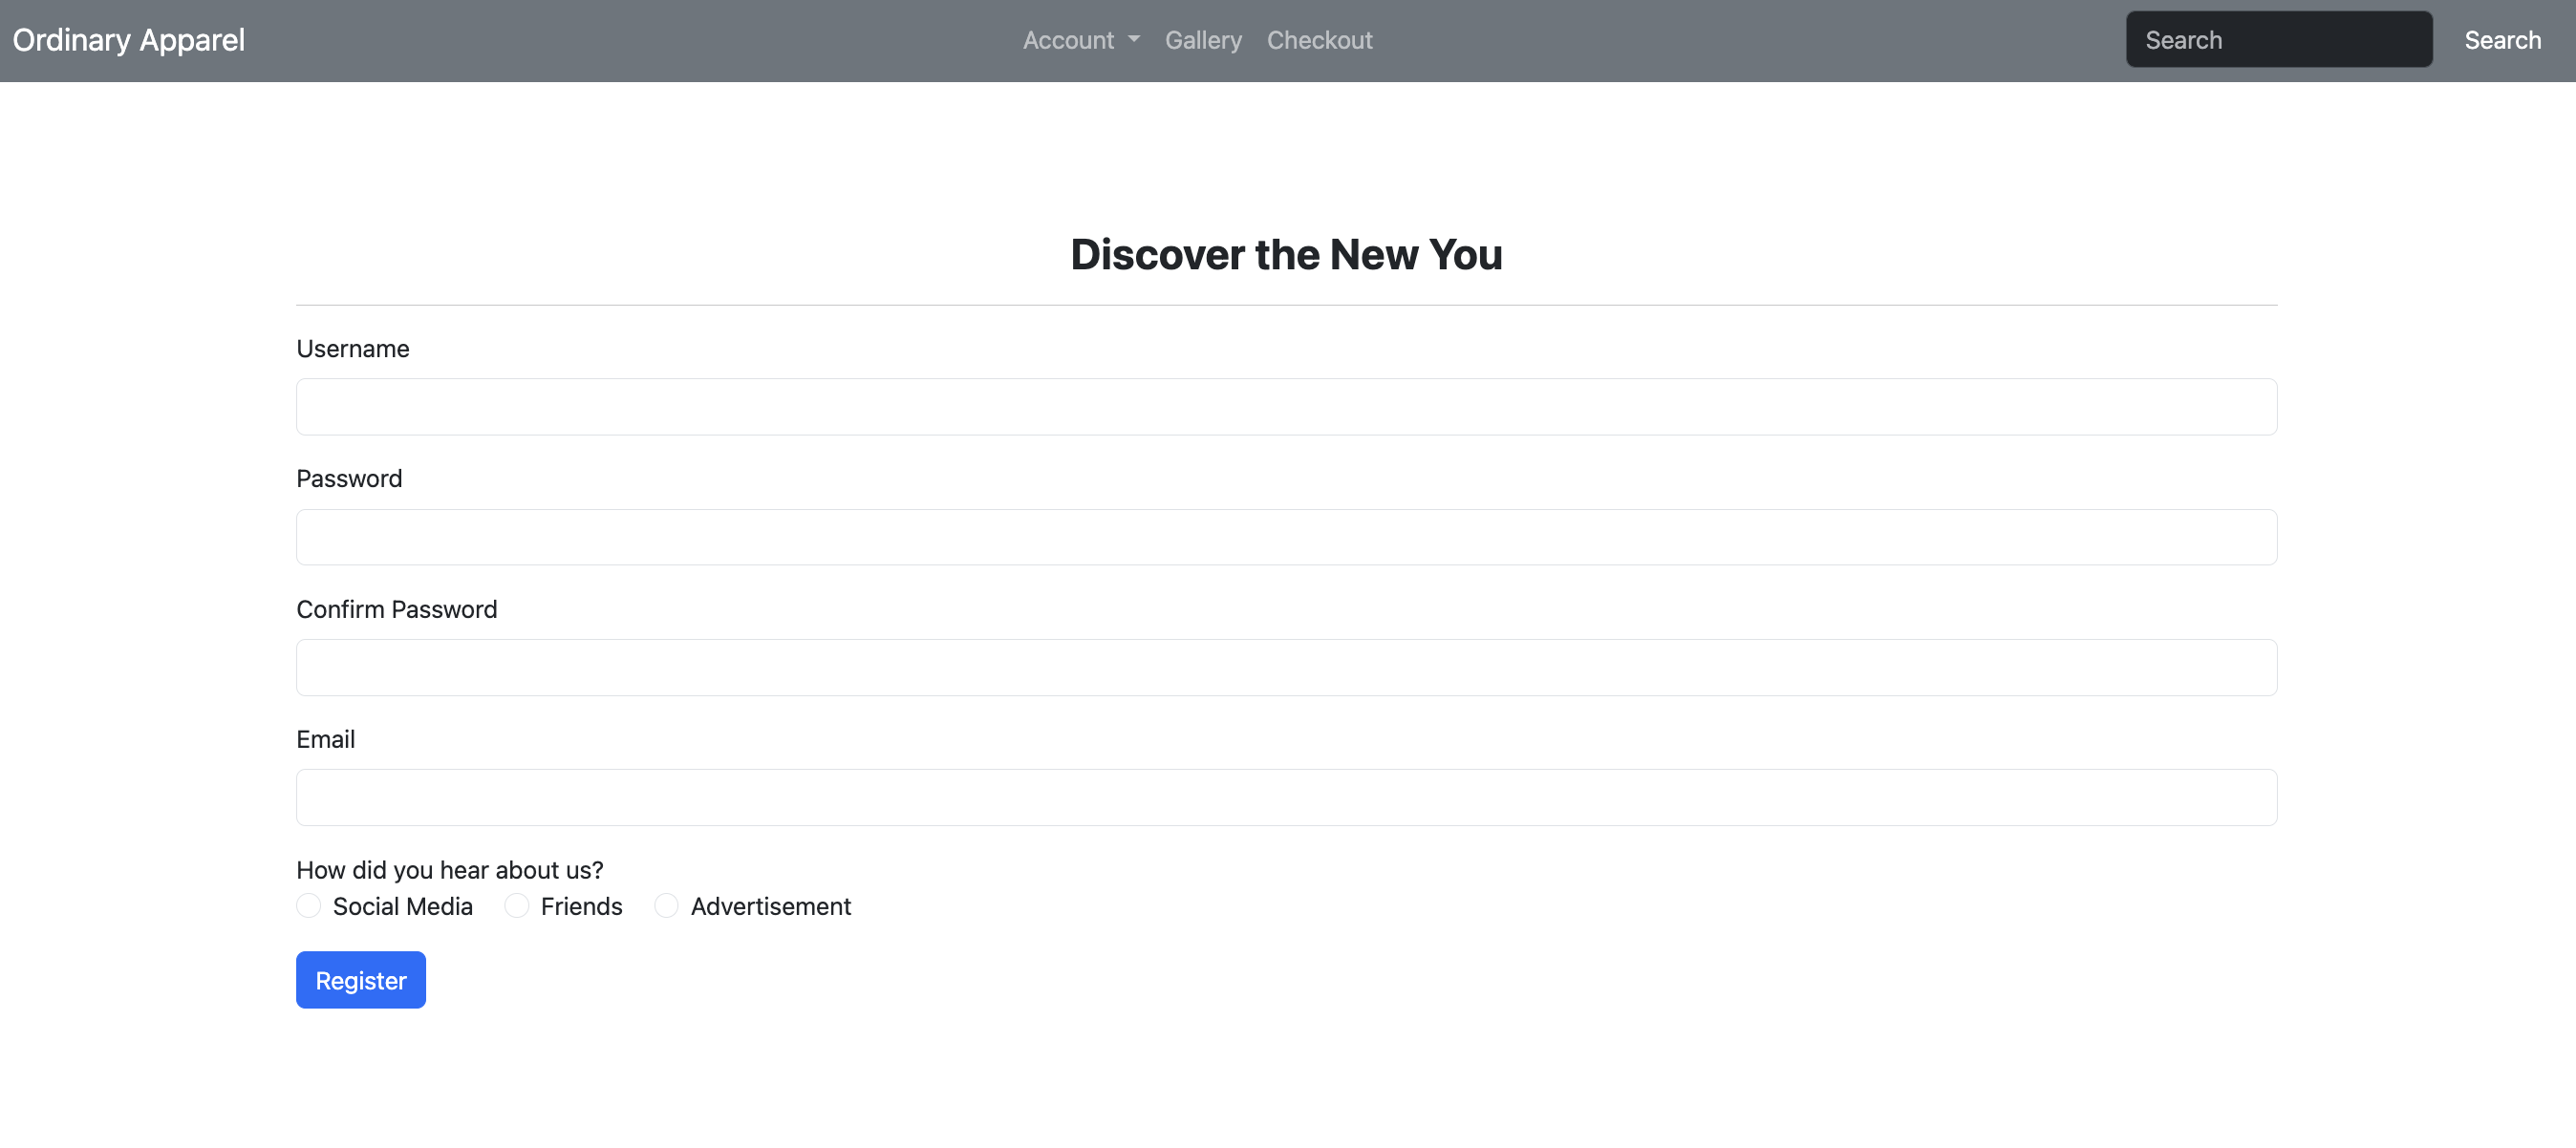 Ordinary Apparel Account Gallery Checkout Search Search
Discover the New You
Username
Password
Confirm Password
Email
How did you hear about us?
Social Media Friends Advertisement
Register